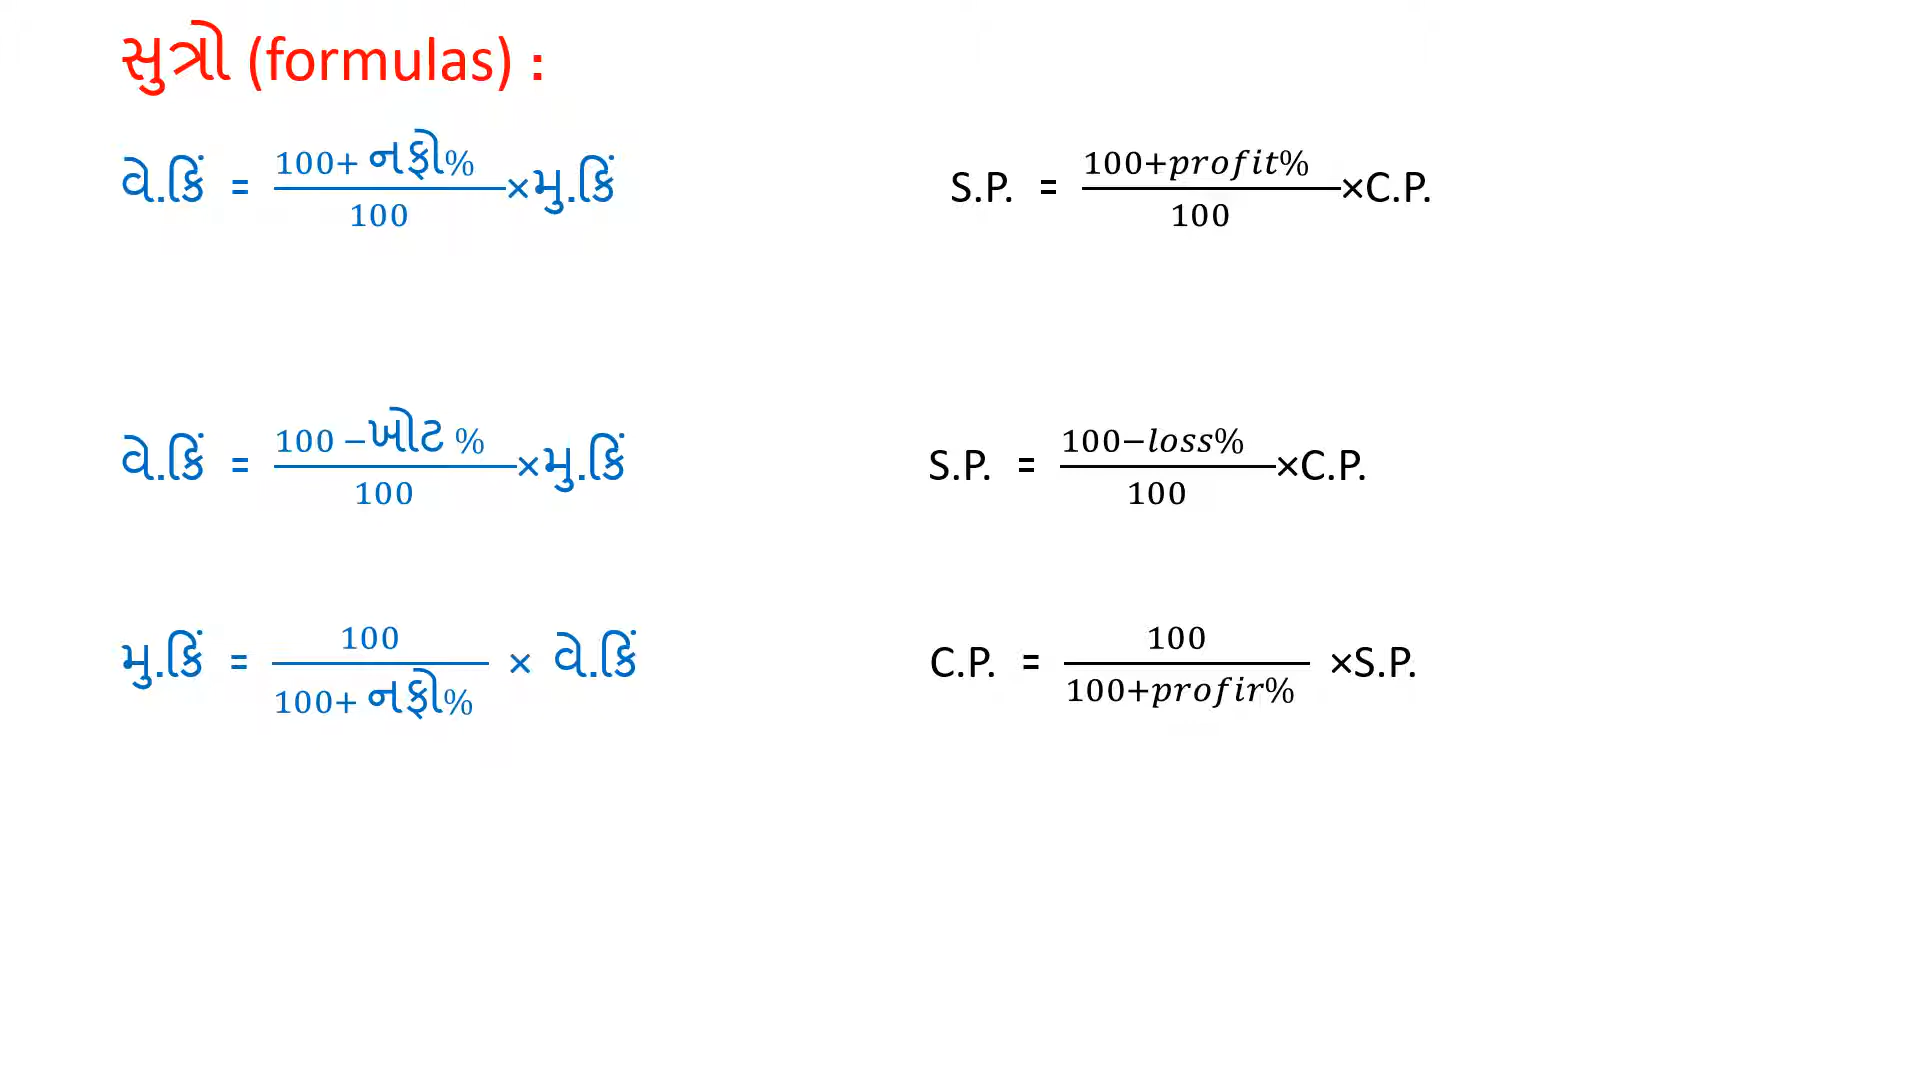 સુત્રો (formulas) :
વે.કિં = 100+ નફો% / 100 ×મુ.કિં S.P. = 100+profit% / 100 ×C.P.
વે.કિં = 100 −ખોટ % / 100 ×મુ.કિં S.P. = 100−loss% / 100 ×C.P.
મુ.કિં = 100 / 100+ નફો% × વે.કિં C.P. = 100 / 100+profir% ×S.P.